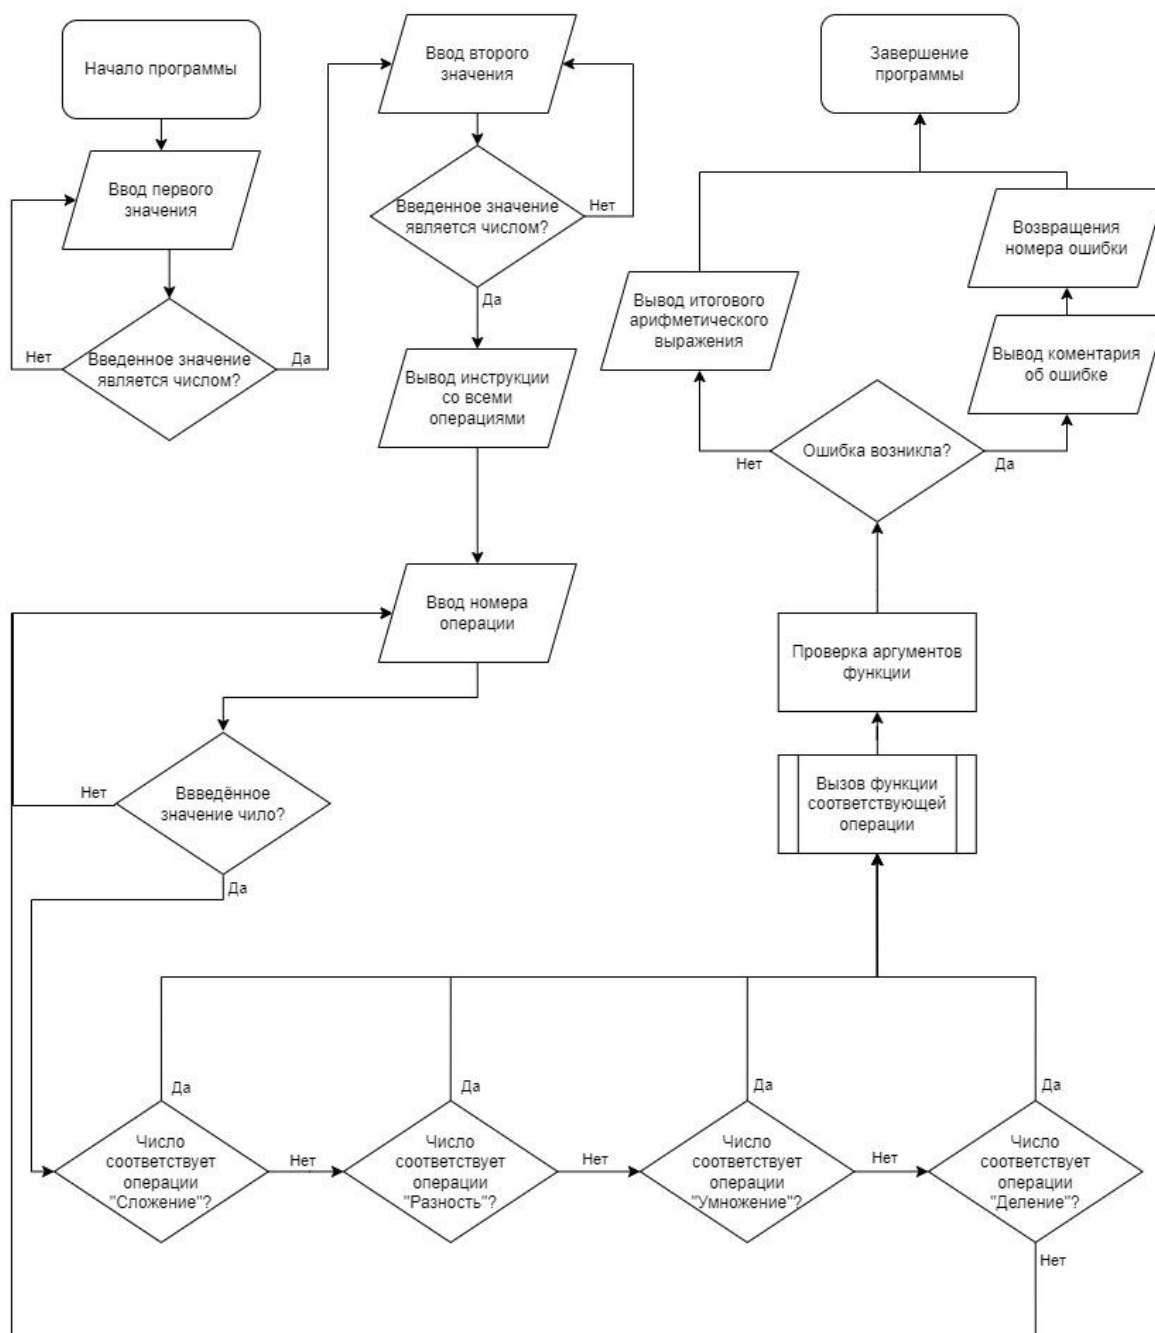 Начало программы
Ввод первого
значения
Введенное значение
является числом?
Нет
Да
Ввод второго
значения
Введенное значение
является числом?
Нет
Да
Вывод инструкции
со всеми
операциями
Ввод номера
операции
Ввведённое
значение чило?
Нет
Да
Число
соответствует
операции
"Сложение"?
Да
Нет
Число
соответствует
операции
"Разность"?
Да
Нет
Число
соответствует
операции
"Умножение"?
Да
Нет
Число
соответствует
операции
"Деление"?
Да
Нет
Вызов функции
соответствующей
операции
Проверка аргументов
функции
Ошибка возникла?
Нет
Да
Вывод итогового
арифметического
выражения
Вывод коментария
об ошибке
Возвращения
номера ошибки
Завершение
программы